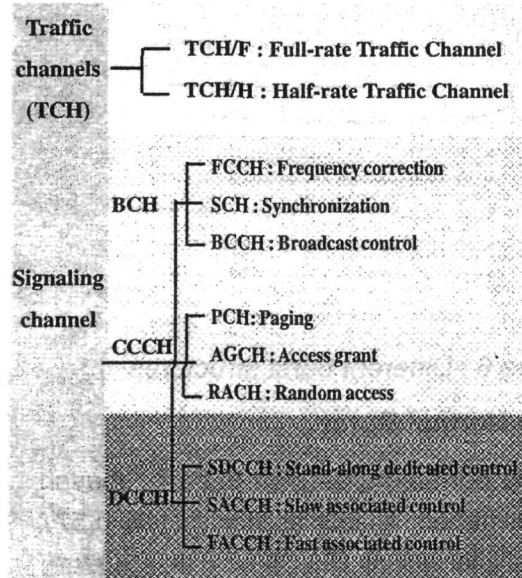 Traffic
channels
(TCH)
TCH/F : Full-rate Traffic Channel
TCH/H : Half-rate Traffic Channel
Signaling
channel
BCH
FCCH : Frequency correction
SCH : Synchronization
BCCH : Broadcast control
CCCH
PCH: Paging
AGCH : Access grant
RACH : Random access
DCCH
SDCCH : Stand-along dedicated control
SACCH : Slow associated control
FACCH : Fast associated control